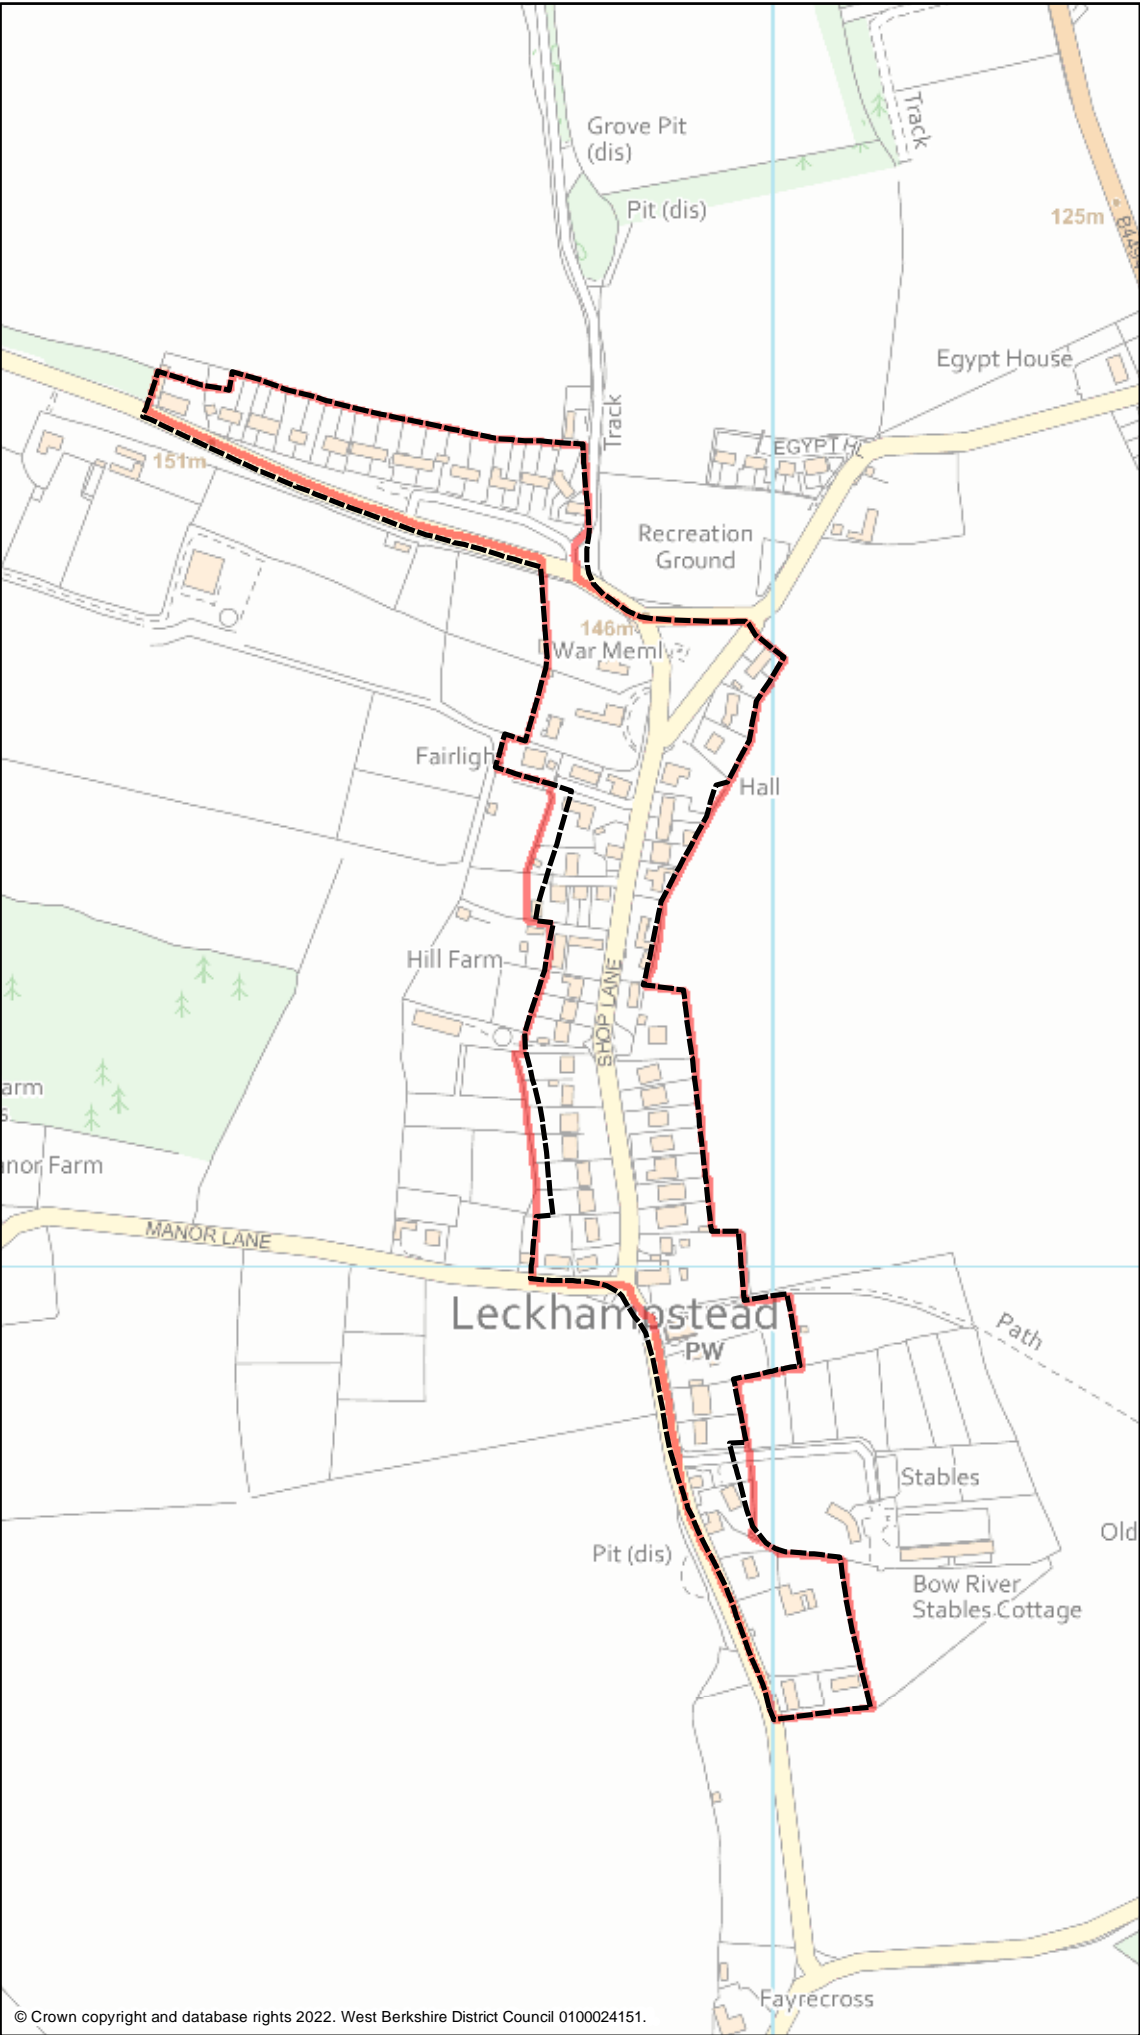 Grove Pit
(dis)
Track
Pit (dis)
125m
Egypt House
Track
151m
Recreation
Ground
146m
War Meml
Fairligh
Hall
Hill Farm
SHOP LANE
arm
anor Farm
MANOR LANE
Leckhampstead
PW
Path
Stables
Old
Pit (dis)
Bow River
Stables Cottage
Fayrecross
© Crown copyright and database rights 2022. West Berkshire District Council 0100024151.